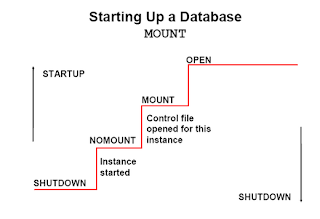 Starting Up a Database
MOUNT
OPEN
STARTUP
MOUNT
Control file
opened for this
instance
NOMOUNT
Instance
started
SHUTDOWN
SHUTDOWN